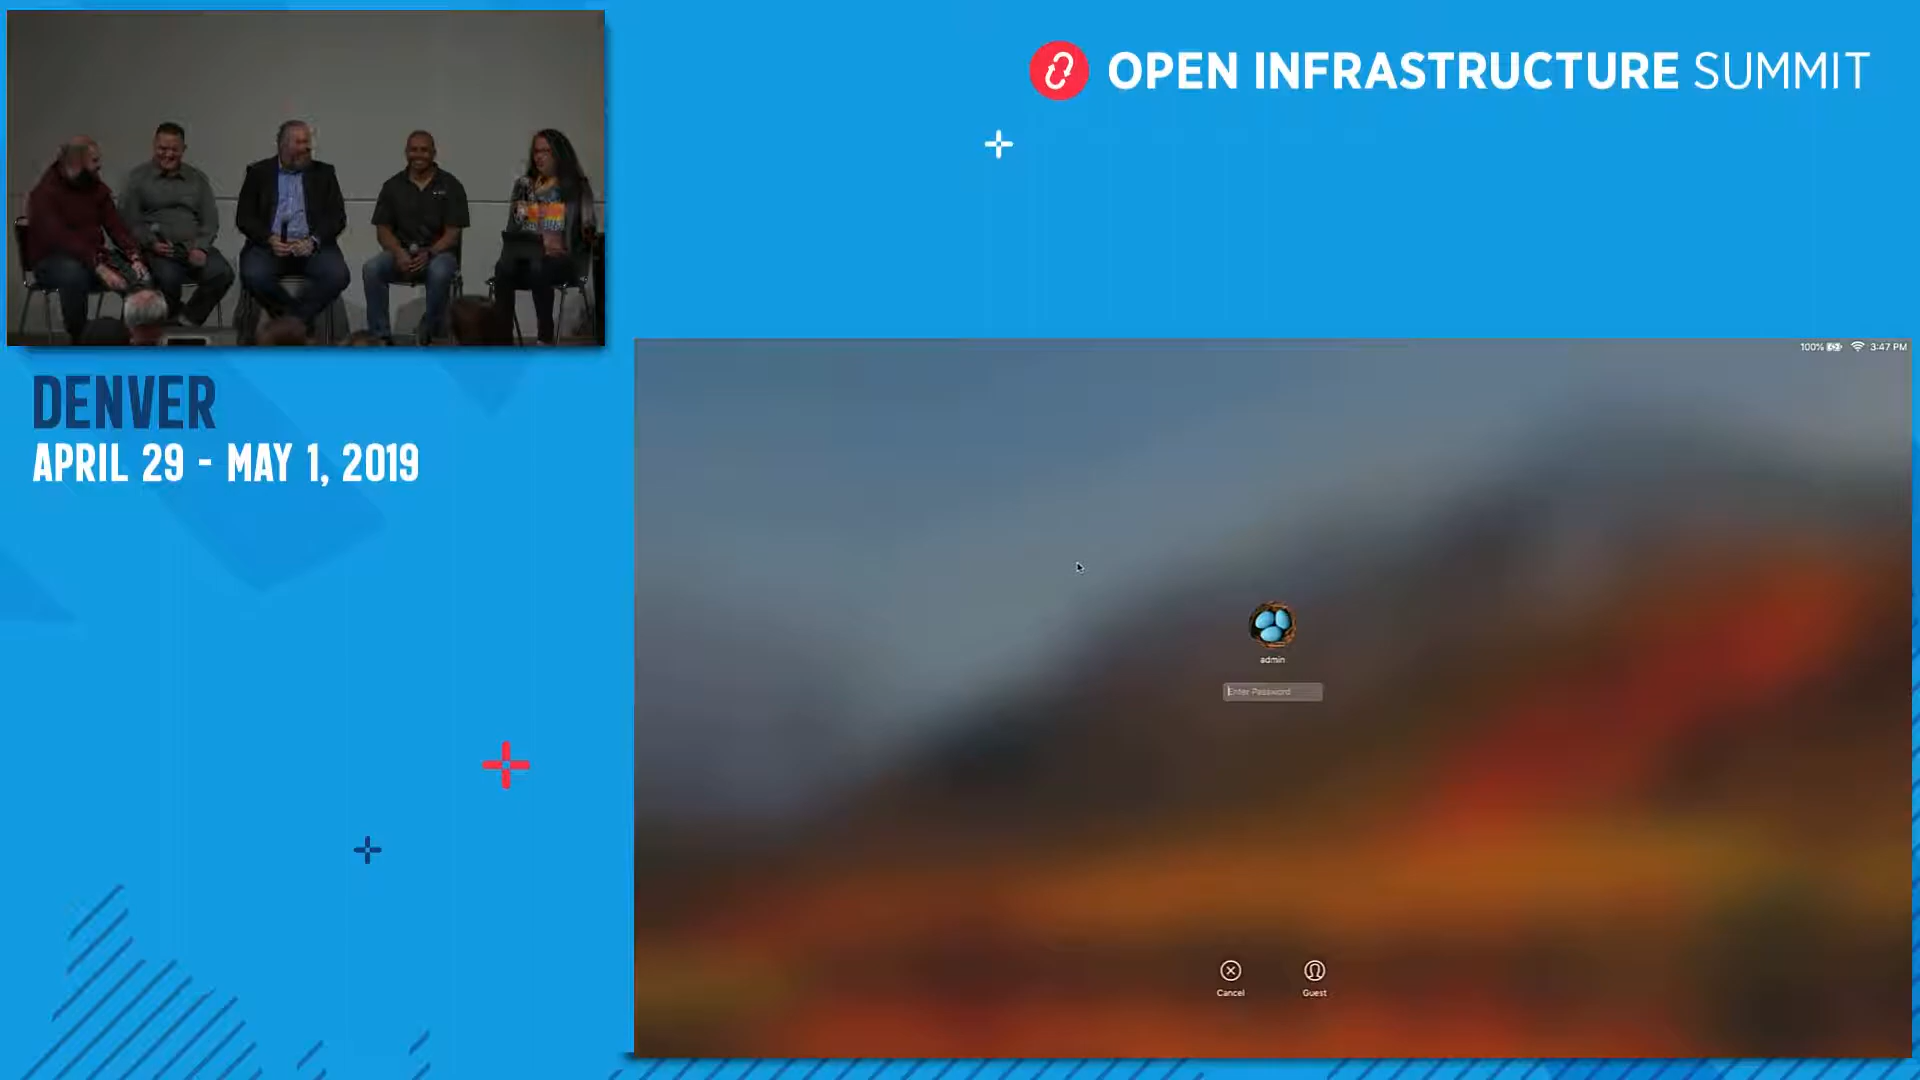 OPEN INFRASTRUCTURE SUMMIT
DENVER
APRIL 29 - MAY 1, 2019
100% 3:47 PM
admin
Enter Password
Cancel
Guest